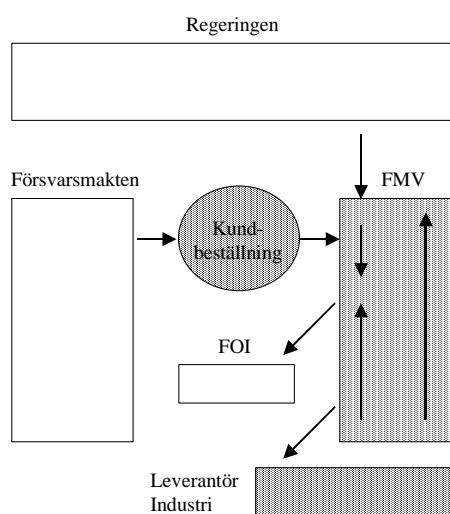 Regeringen
Försvarsmakten
FMV
Kund-
beställning
FOI
Leverantör
Industri